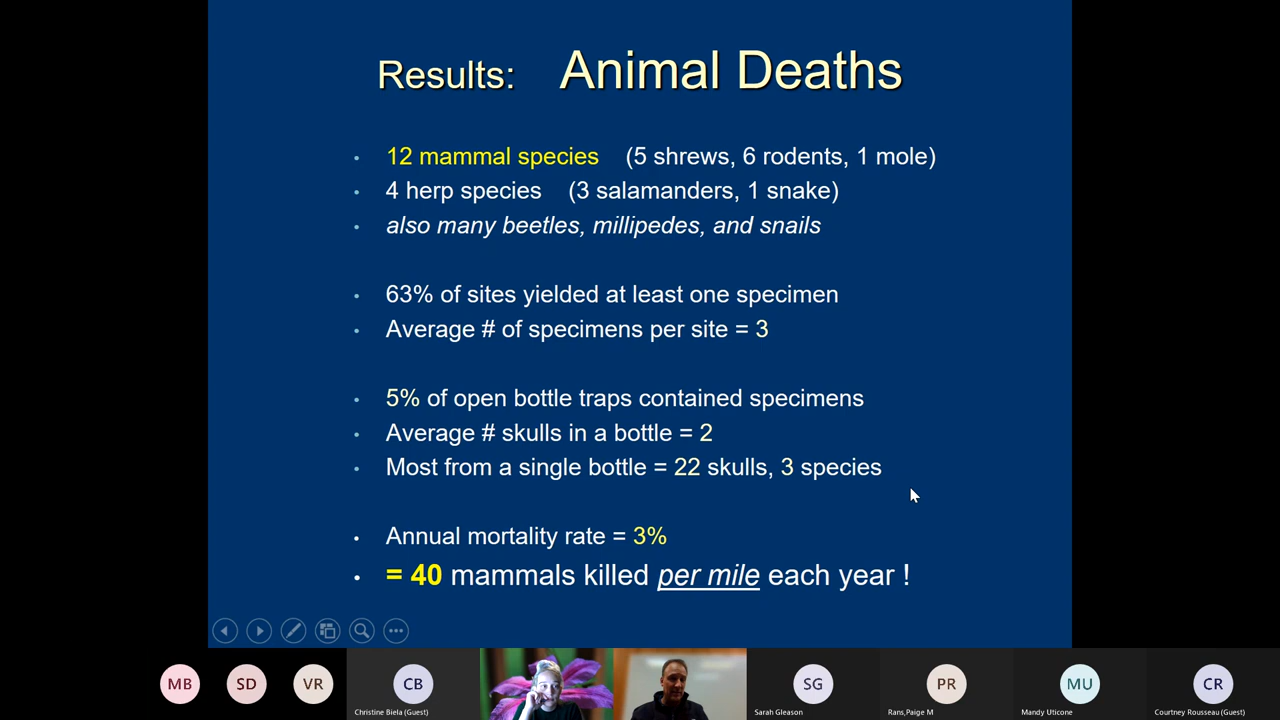 Results: Animal Deaths
12 mammal species (5 shrews, 6 rodents, 1 mole)
4 herp species (3 salamanders, 1 snake)
also many beetles, millipedes, and snails
63% of sites yielded at least one specimen
Average # of specimens per site = 3
5% of open bottle traps contained specimens
Average # skulls in a bottle = 2
Most from a single bottle = 22 skulls, 3 species
Annual mortality rate = 3%
= 40 mammals killed per mile each year !
MB
SD
VR
CB
SG
PR
MU
CR
Christine Biela (Guest)
Sarah Gleason
Rans,Paige M
Mandy Uticone
Courtney Rousseau (Guest)